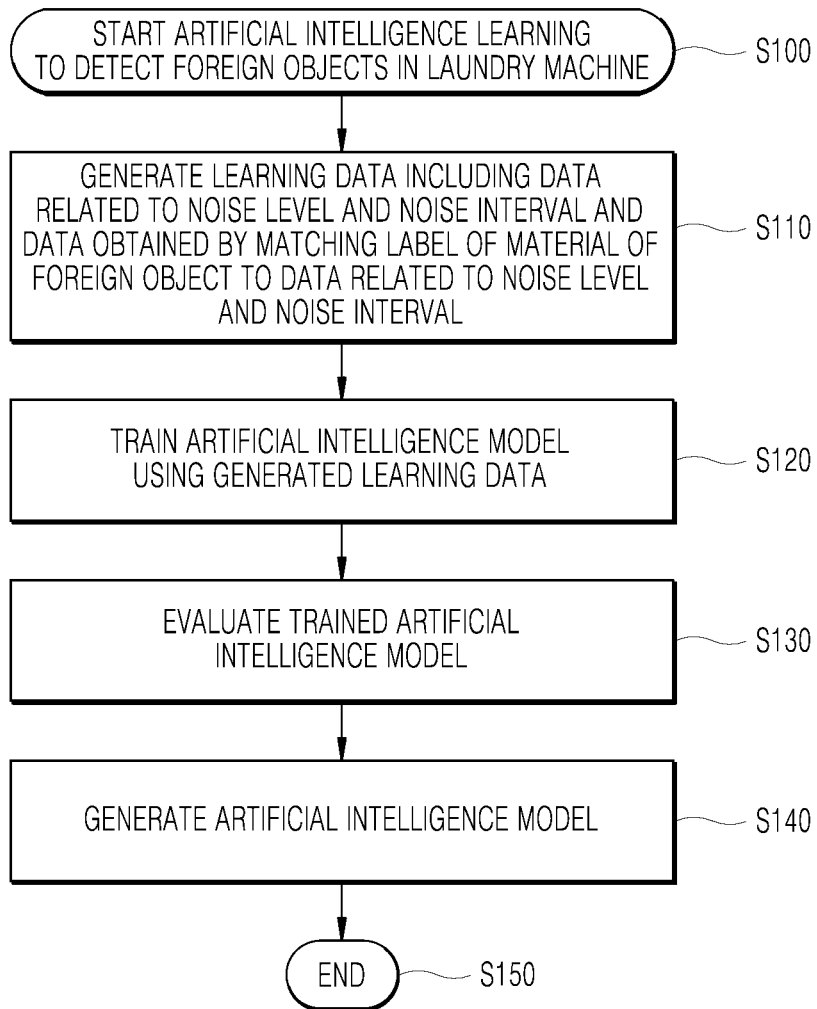 START ARTIFICIAL INTELLIGENCE LEARNING
TO DETECT FOREIGN OBJECTS IN LAUNDRY MACHINE
S100
GENERATE LEARNING DATA INCLUDING DATA
RELATED TO NOISE LEVEL AND NOISE INTERVAL AND
DATA OBTAINED BY MATCHING LABEL OF MATERIAL OF
FOREIGN OBJECT TO DATA RELATED TO NOISE LEVEL
AND NOISE INTERVAL
S110
TRAIN ARTIFICIAL INTELLIGENCE MODEL
USING GENERATED LEARNING DATA
S120
EVALUATE TRAINED ARTIFICIAL
INTELLIGENCE MODEL
S130
GENERATE ARTIFICIAL INTELLIGENCE MODEL
S140
END
S150